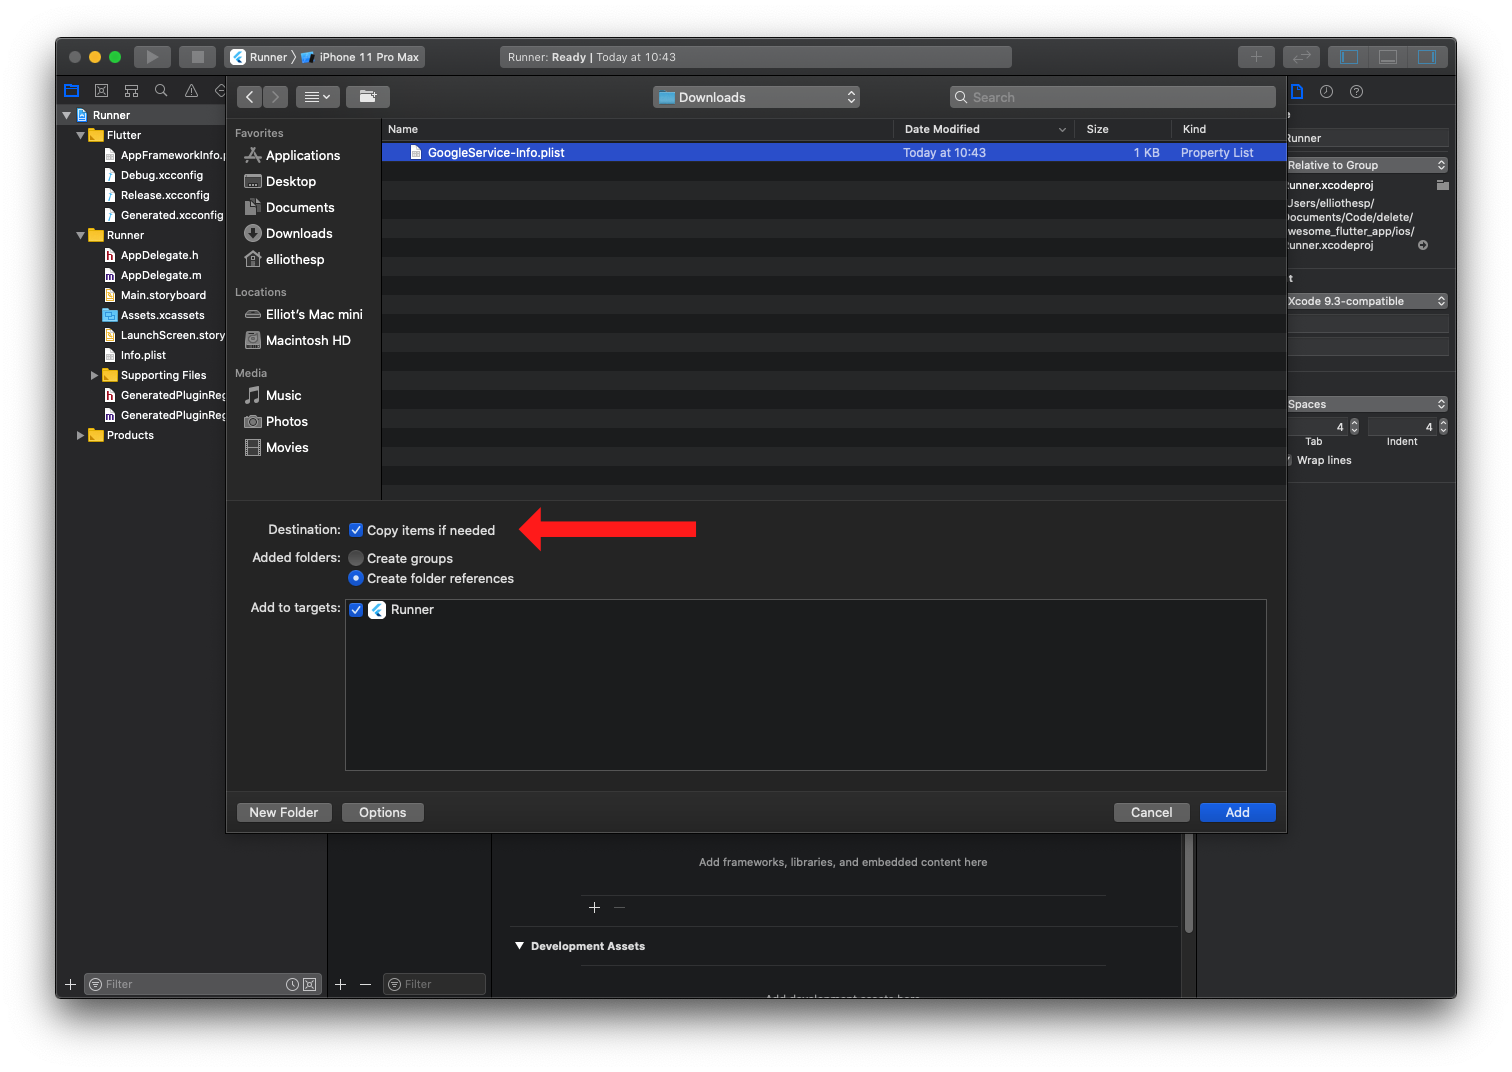 Runner 〉 iPhone 11 Pro Max
Runner: Ready | Today at 10:43
Downloads
Search
Runner
Flutter
AppFrameworkInfo.p
Debug.xcconfig
Release.xcconfig
Generated.xcconfig
Runner
AppDelegate.h
AppDelegate.m
Main.storyboard
Assets.xcassets
LaunchScreen.story
Info.plist
Supporting Files
GeneratedPluginReg
GeneratedPluginReg
Products
Favorites
Applications
Desktop
Documents
Downloads
elliothesp
Locations
Elliot's Mac mini
Macintosh HD
Media
Music
Photos
Movies
Name Date Modified Size Kind
GoogleService-Info.plist Today at 10:43 1 KB Property List
Destination: Copy items if needed
Added folders: Create groups
Create folder references
Add to targets: Runner
New Folder Options Cancel Add
Runner
Relative to Group
unner.xcodeproj
Users/elliothesp/
ocuments/Code/delete/
wesome_flutter_app/ios/
unner.xcodeproj
t
Xcode 9.3-compatible
Spaces
4 4
Tab Indent
Wrap lines
Add frameworks, libraries, and embedded content here
Development Assets
Filter
Filter